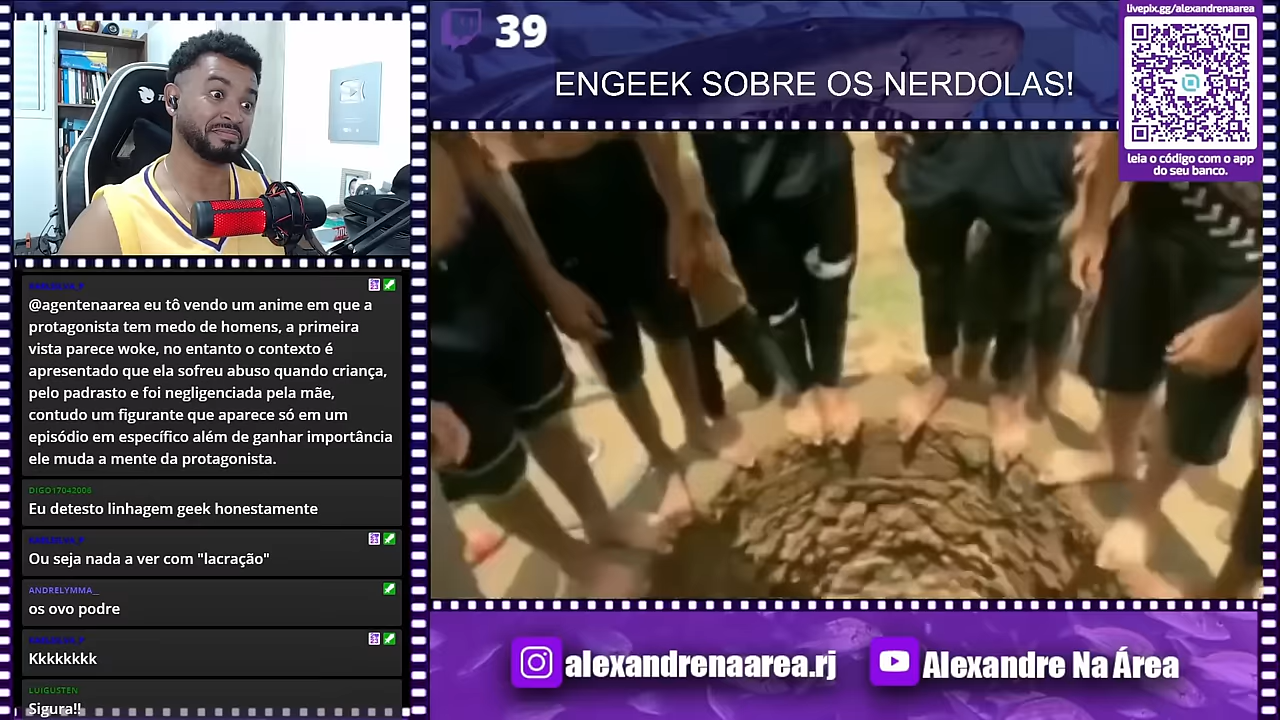 39
ENGEEK SOBRE OS NERDOLAS!
livepix.gg/alexandrenaarea
leia o código com o app
do seu banco.
@agentenaarea eu tô vendo um anime em que a
protagonista tem medo de homens, a primeira
vista parece woke, no entanto o contexto é
apresentado que ela sofreu abuso quando criança,
pelo padrasto e foi negligenciada pela mãe,
contudo um figurante que aparece só em um
episódio em específico além de ganhar importância
ele muda a mente da protagonista.
DIGO17042006
Eu detesto linhagem geek honestamente
Ou seja nada a ver com "lacração"
ANDRELYMMA_
os ovo podre
Kkkkkkkk
LUIGUSTEN
Sigura!!
alexandrenaarea.rj
Alexandre Na Área